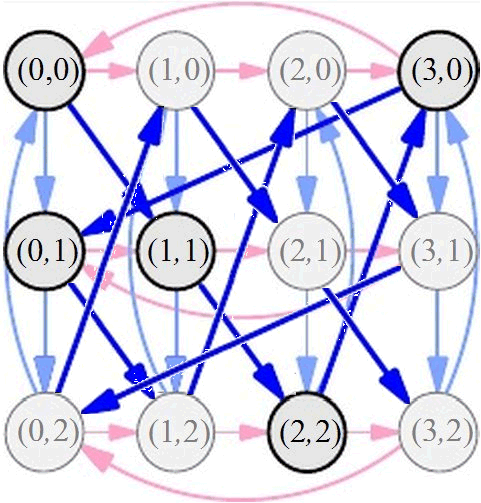 (0,0) (1,0) (2,0) (3,0)
(0,1) (1,1) (2,1) (3,1)
(0,2) (1,2) (2,2) (3,2)